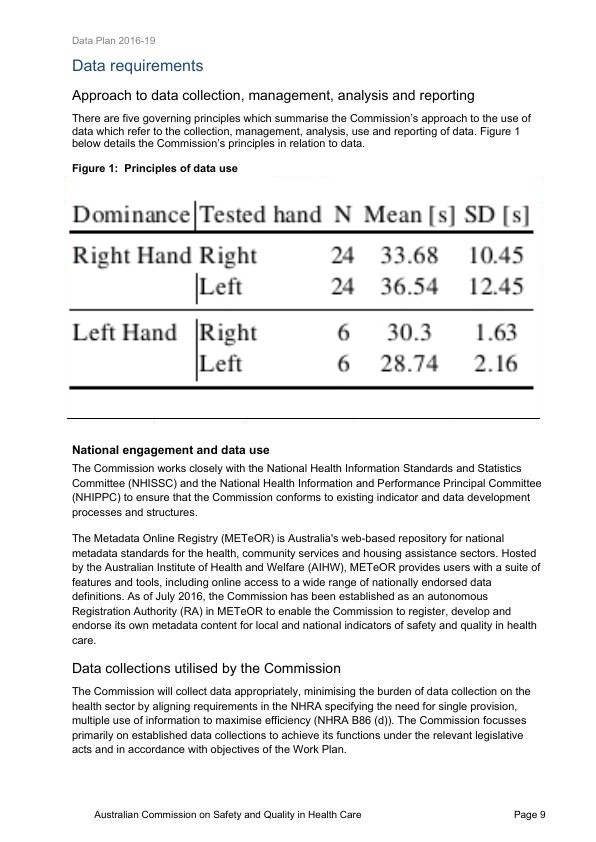 Data Plan 2016-19
Data requirements
Approach to data collection, management, analysis and reporting
There are five governing principles which summarise the Commission's approach to the use of
data which refer to the collection, management, analysis, use and reporting of data. Figure 1
below details the Commission's principles in relation to data.
Figure 1: Principles of data use
Dominance Tested hand N Mean [s] SD [s]
Right Hand Right 24 33.68 10.45
Left 24 36.54 12.45
Left Hand Right 6 30.3 1.63
Left 6 28.74 2.16
National engagement and data use
The Commission works closely with the National Health Information Standards and Statistics
Committee (NHISSC) and the National Health Information and Performance Principal Committee
(NHIPPC) to ensure that the Commission conforms to existing indicator and data development
processes and structures.
The Metadata Online Registry (METeOR) is Australia's web-based repository for national
metadata standards for the health, community services and housing assistance sectors. Hosted
by the Australian Institute of Health and Welfare (AIHW), METeOR provides users with a suite of
features and tools, including online access to a wide range of nationally endorsed data
definitions. As of July 2016, the Commission has been established as an autonomous
Registration Authority (RA) in METeOR to enable the Commission to register, develop and
endorse its own metadata content for local and national indicators of safety and quality in health
care.
Data collections utilised by the Commission
The Commission will collect data appropriately, minimising the burden of data collection on the
health sector by aligning requirements in the NHRA specifying the need for single provision,
multiple use of information to maximise efficiency (NHRA B86 (d)). The Commission focusses
primarily on established data collections to achieve its functions under the relevant legislative
acts and in accordance with objectives of the Work Plan.
Australian Commission on Safety and Quality in Health Care Page 9